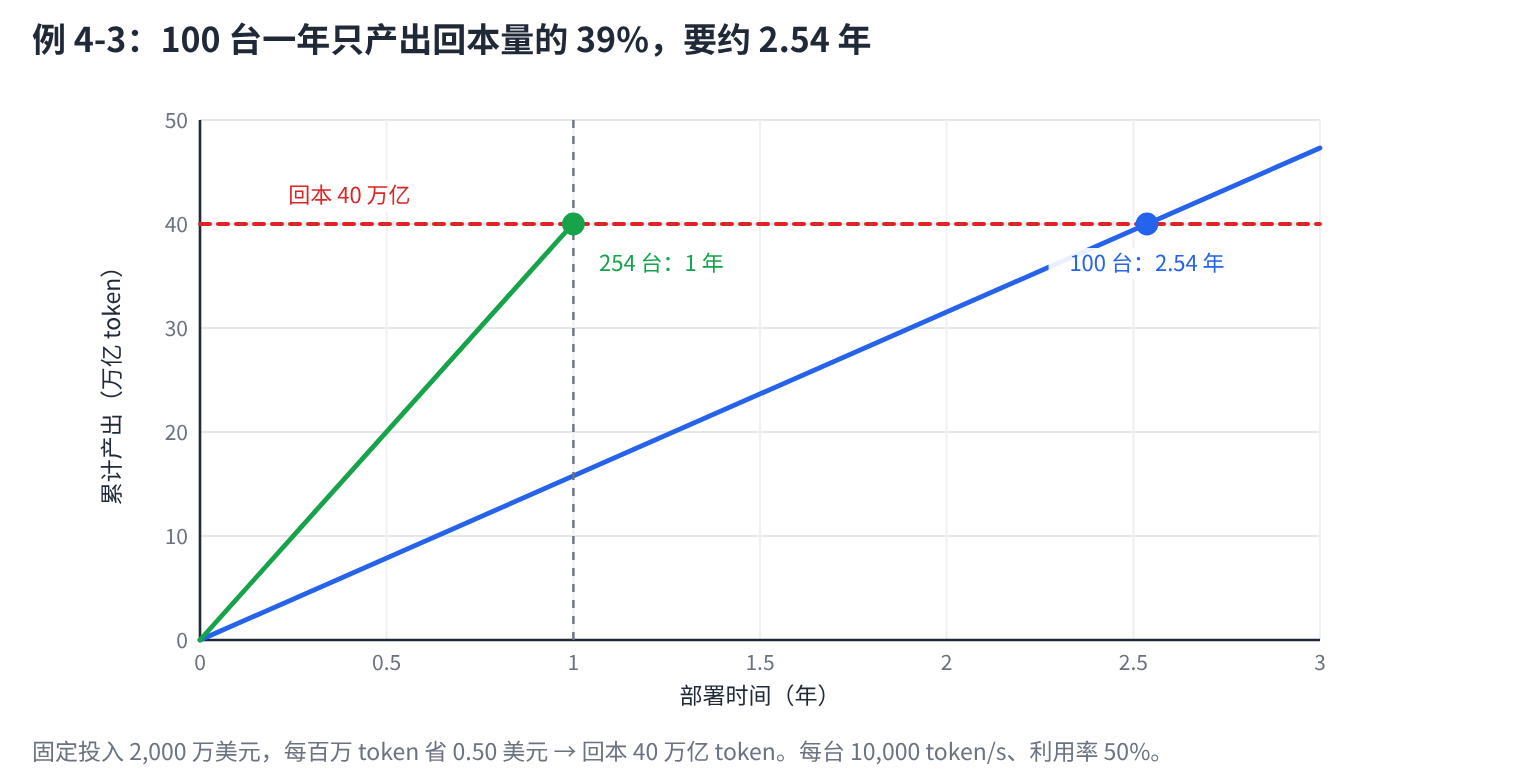 例 4-3：100 台一年只产出回本量的 39%，要约 2.54 年
50
回本 40 万亿
40
254 台：1 年
100 台：2.54 年
30
20
10
0
累计产出（万亿 token）
0 0.5 1 1.5 2 2.5 3
部署时间（年）
固定投入 2,000 万美元，每百万 token 省 0.50 美元 → 回本 40 万亿 token。每台 10,000 token/s、利用率 50%。